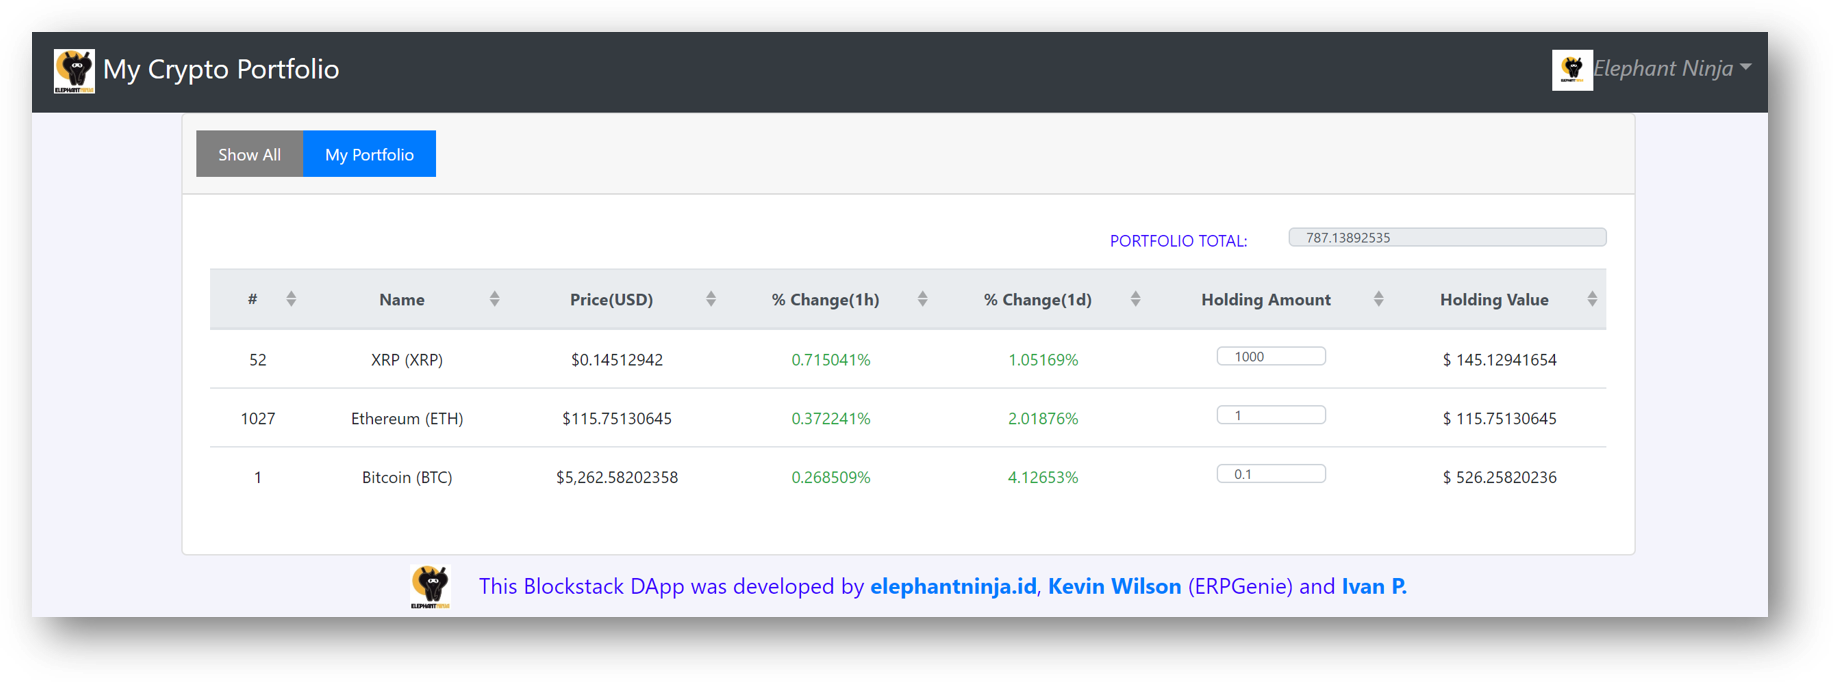 My Crypto Portfolio
ELEPHANTNINJA
Elephant Ninja
Show All My Portfolio
PORTFOLIO TOTAL: 787.13892535
# Name Price(USD) % Change(1h) % Change(1d) Holding Amount Holding Value
52 XRP (XRP) $0.14512942 0.715041% 1.05169% 1000 $ 145.12941654
1027 Ethereum (ETH) $115.75130645 0.372241% 2.01876% 1 $ 115.75130645
1 Bitcoin (BTC) $5,262.58202358 0.268509% 4.12653% 0.1 $ 526.25820236
This Blockstack DApp was developed by elephantninja.id, Kevin Wilson (ERPGenie) and Ivan P.
ELEPHANTNINJA